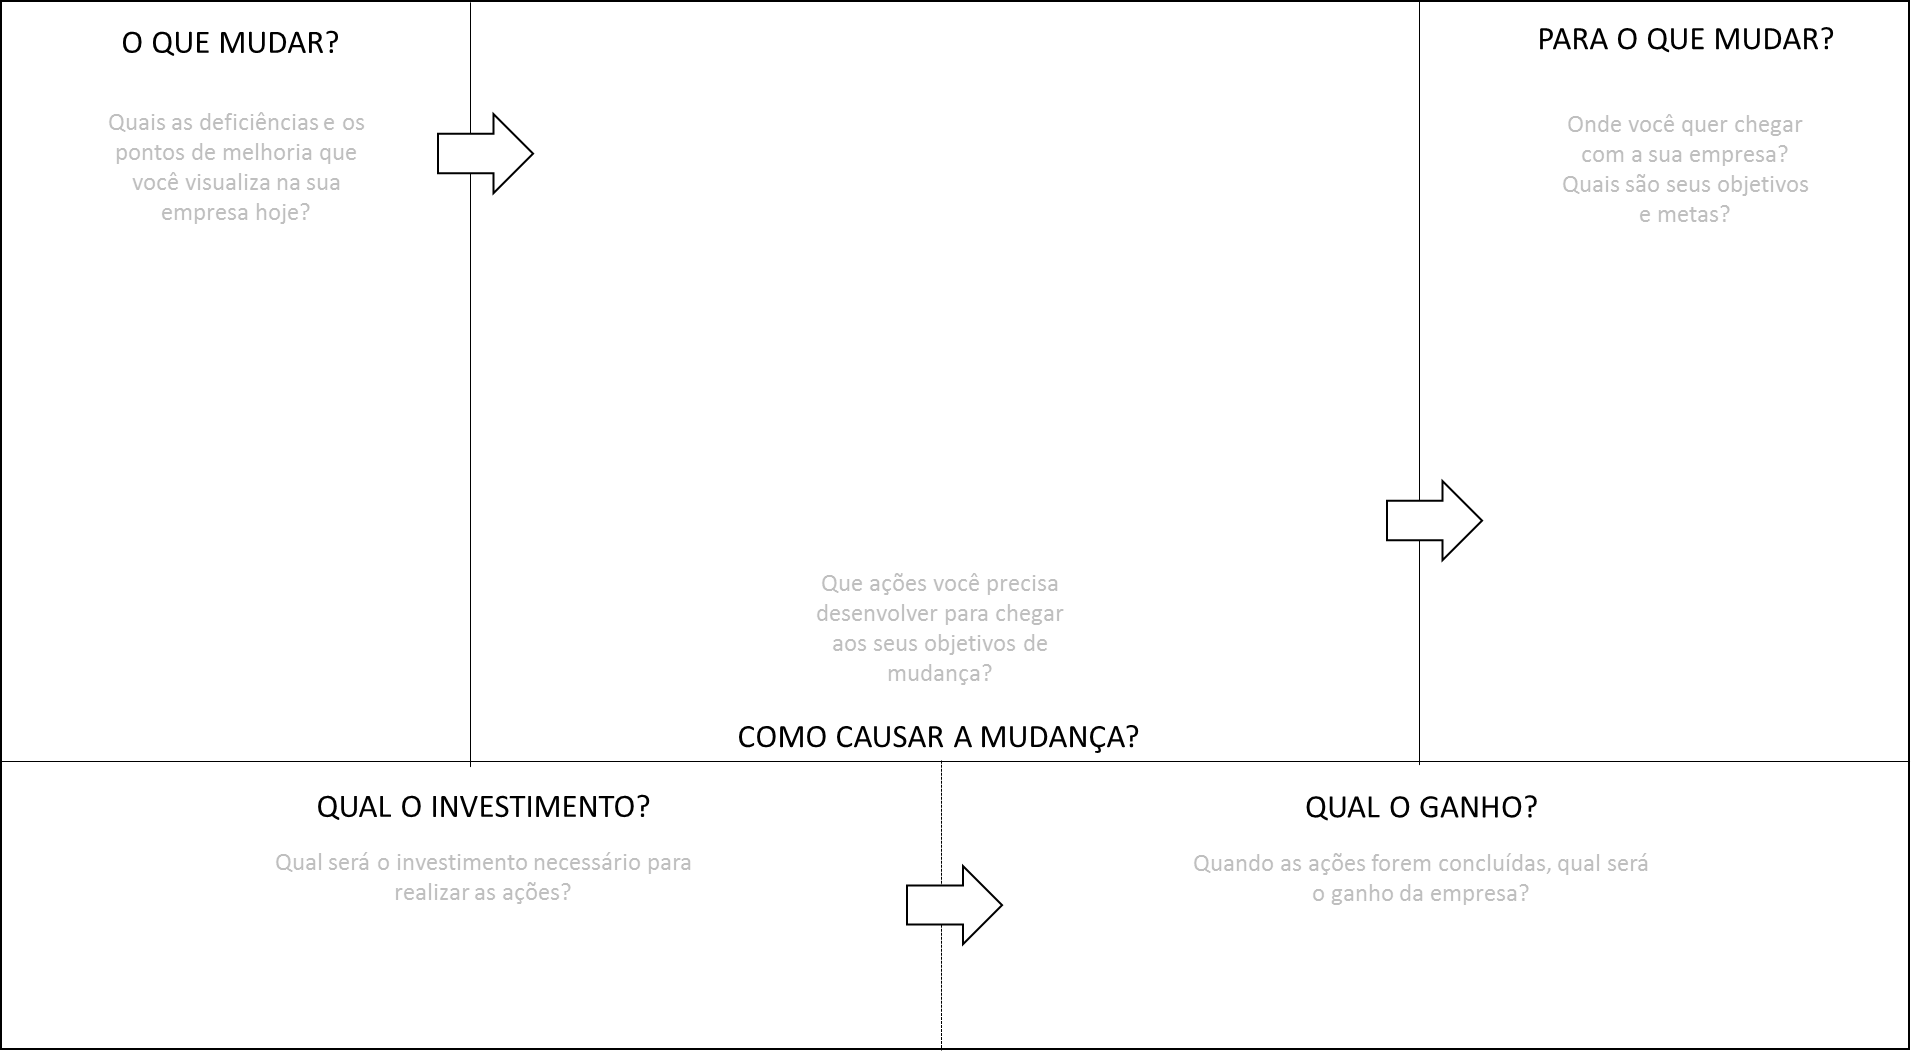 O QUE MUDAR?
Quais as deficiências e os
pontos de melhoria que
você visualiza na sua
empresa hoje?
Que ações você precisa
desenvolver para chegar
aos seus objetivos de
mudança?
COMO CAUSAR A MUDANÇA?
PARA O QUE MUDAR?
Onde você quer chegar
com a sua empresa?
Quais são seus objetivos
e metas?
QUAL O INVESTIMENTO?
Qual será o investimento necessário para
realizar as ações?
QUAL O GANHO?
Quando as ações forem concluídas, qual será
o ganho da empresa?